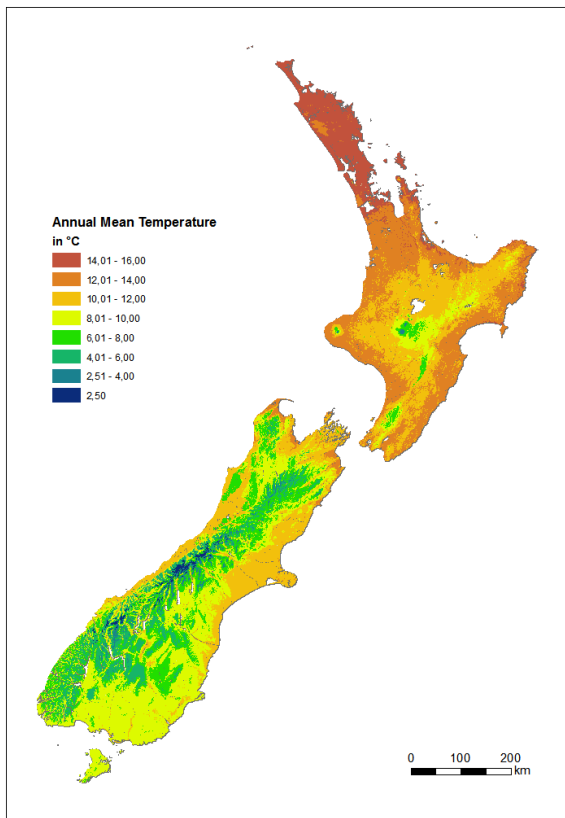 Annual Mean Temperature
in °C
14,01 - 16,00
12,01 - 14,00
10,01 - 12,00
8,01 - 10,00
6,01 - 8,00
4,01 - 6,00
2,51 - 4,00
2,50
0 100 200
km